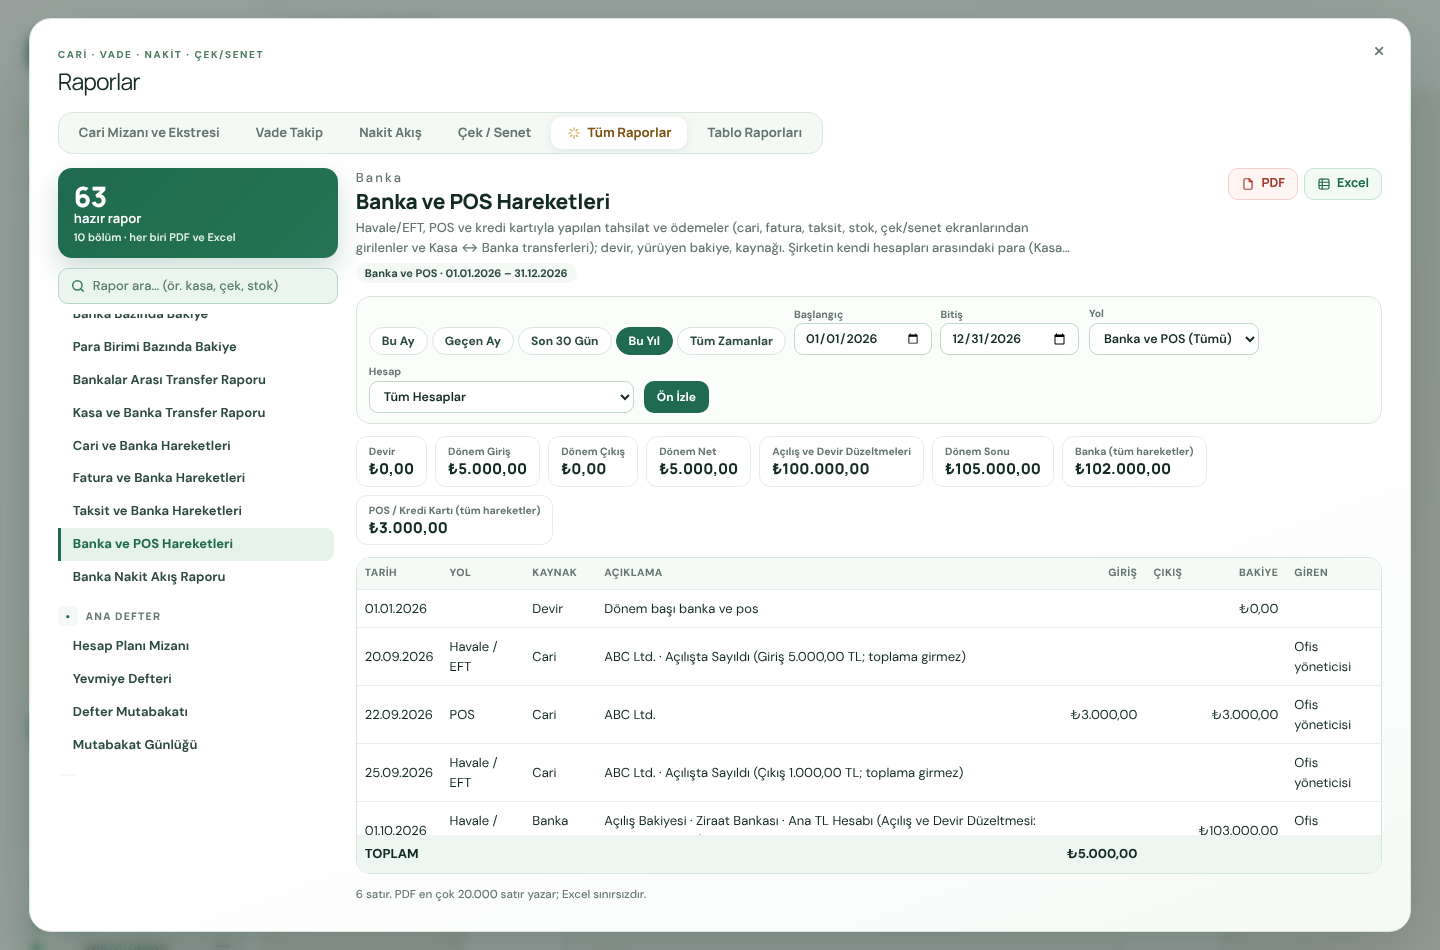 CARİ · VADE · NAKİT · ÇEK/SENET
Raporlar
×
Cari Mizanı ve Ekstresi
Vade Takip
Nakit Akış
Çek / Senet
Tüm Raporlar
Tablo Raporları
63
hazır rapor
10 bölüm · her biri PDF ve Excel
Rapor ara... (ör. kasa, çek, stok)
Banka Bazında Bakiye
Para Birimi Bazında Bakiye
Bankalar Arası Transfer Raporu
Kasa ve Banka Transfer Raporu
Cari ve Banka Hareketleri
Fatura ve Banka Hareketleri
Taksit ve Banka Hareketleri
Banka ve POS Hareketleri
Banka Nakit Akış Raporu
ANA DEFTER
Hesap Planı Mizanı
Yevmiye Defteri
Defter Mutabakatı
Mutabakat Günlüğü
Banka
Banka ve POS Hareketleri
PDF
Excel
Havale/EFT, POS ve kredi kartıyla yapılan tahsilat ve ödemeler (cari, fatura, taksit, stok, çek/senet ekranlarından
girilenler ve Kasa ↔ Banka transferleri); devir, yürüyen bakiye, kaynağı. Şirketin kendi hesapları arasındaki para (Kasa...
Banka ve POS · 01.01.2026 – 31.12.2026
Bu Ay
Geçen Ay
Son 30 Gün
Bu Yıl
Tüm Zamanlar
Başlangıç
01/01/2026
Bitiş
12/31/2026
Yol
Banka ve POS (Tümü)
Hesap
Tüm Hesaplar
Ön İzle
Devir
₺0,00
Dönem Giriş
₺5.000,00
Dönem Çıkış
₺0,00
Dönem Net
₺5.000,00
Açılış ve Devir Düzeltmeleri
₺100.000,00
Dönem Sonu
₺105.000,00
Banka (tüm hareketler)
₺102.000,00
POS / Kredi Kartı (tüm hareketler)
₺3.000,00
TARİH YOL KAYNAK AÇIKLAMA GİRİŞ ÇIKIŞ BAKİYE GİREN
01.01.2026 Devir Dönem başı banka ve pos ₺0,00
20.09.2026 Havale / EFT Cari ABC Ltd. · Açılışta Sayıldı (Giriş 5.000,00 TL; toplama girmez) Ofis yöneticisi
22.09.2026 POS Cari ABC Ltd. ₺3.000,00 ₺3.000,00 Ofis yöneticisi
25.09.2026 Havale / EFT Cari ABC Ltd. · Açılışta Sayıldı (Çıkış 1.000,00 TL; toplama girmez) Ofis yöneticisi
01.10.2026 Havale / Banka Açılış Bakiyesi · Ziraat Bankası · Ana TL Hesabı (Açılış ve Devir Düzeltmesi: ₺103.000,00 Ofis
TOPLAM ₺5.000,00
6 satır. PDF en çok 20.000 satır yazar; Excel sınırsızdır.